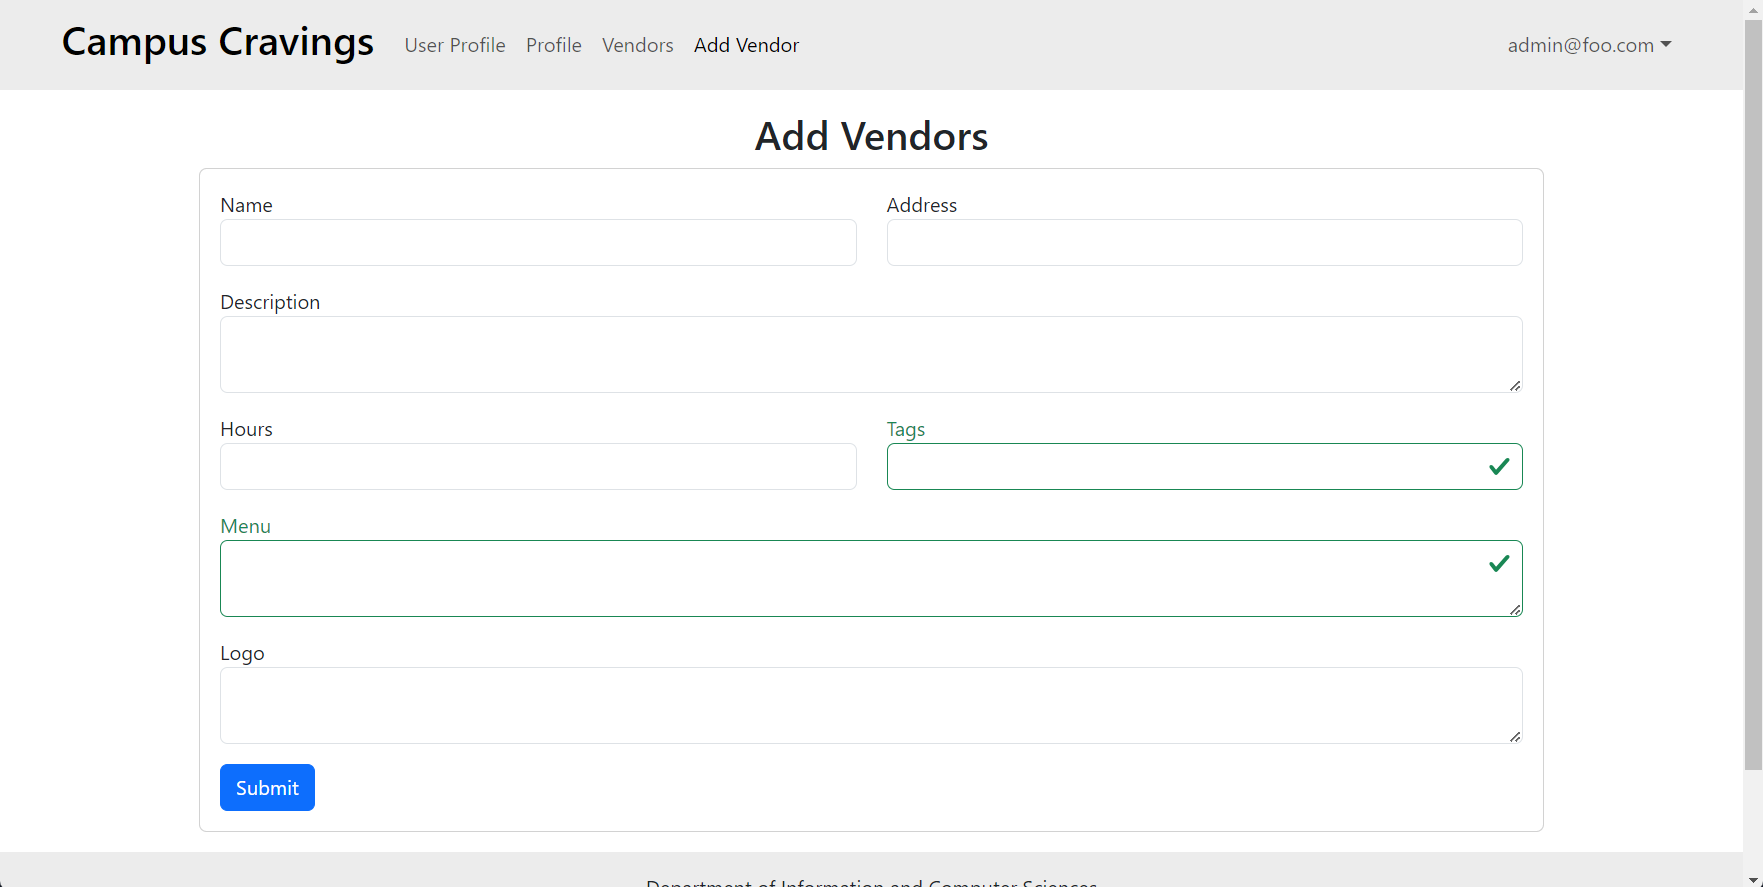 Campus Cravings User Profile Profile Vendors Add Vendor admin@foo.com
Add Vendors
Name Address
Description
Hours Tags
Menu
Logo
Submit
Department of Information and Computer Sciences